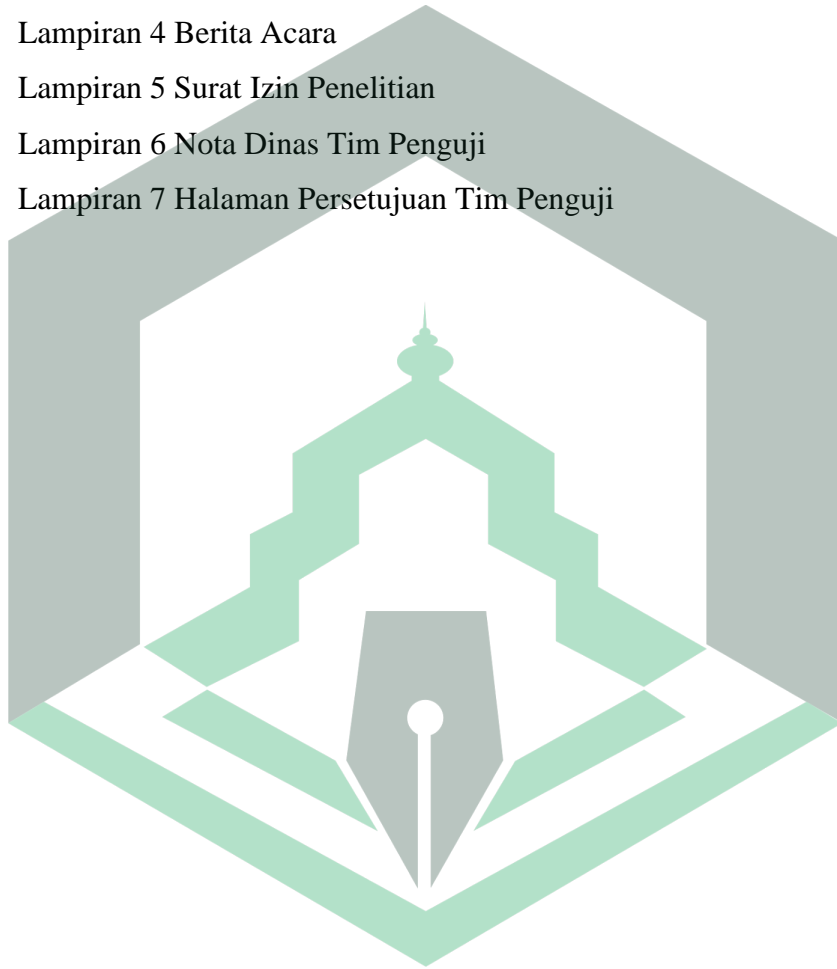 Lampiran 4 Berita Acara
Lampiran 5 Surat Izin Penelitian
Lampiran 6 Nota Dinas Tim Penguji
Lampiran 7 Halaman Persetujuan Tim Penguji